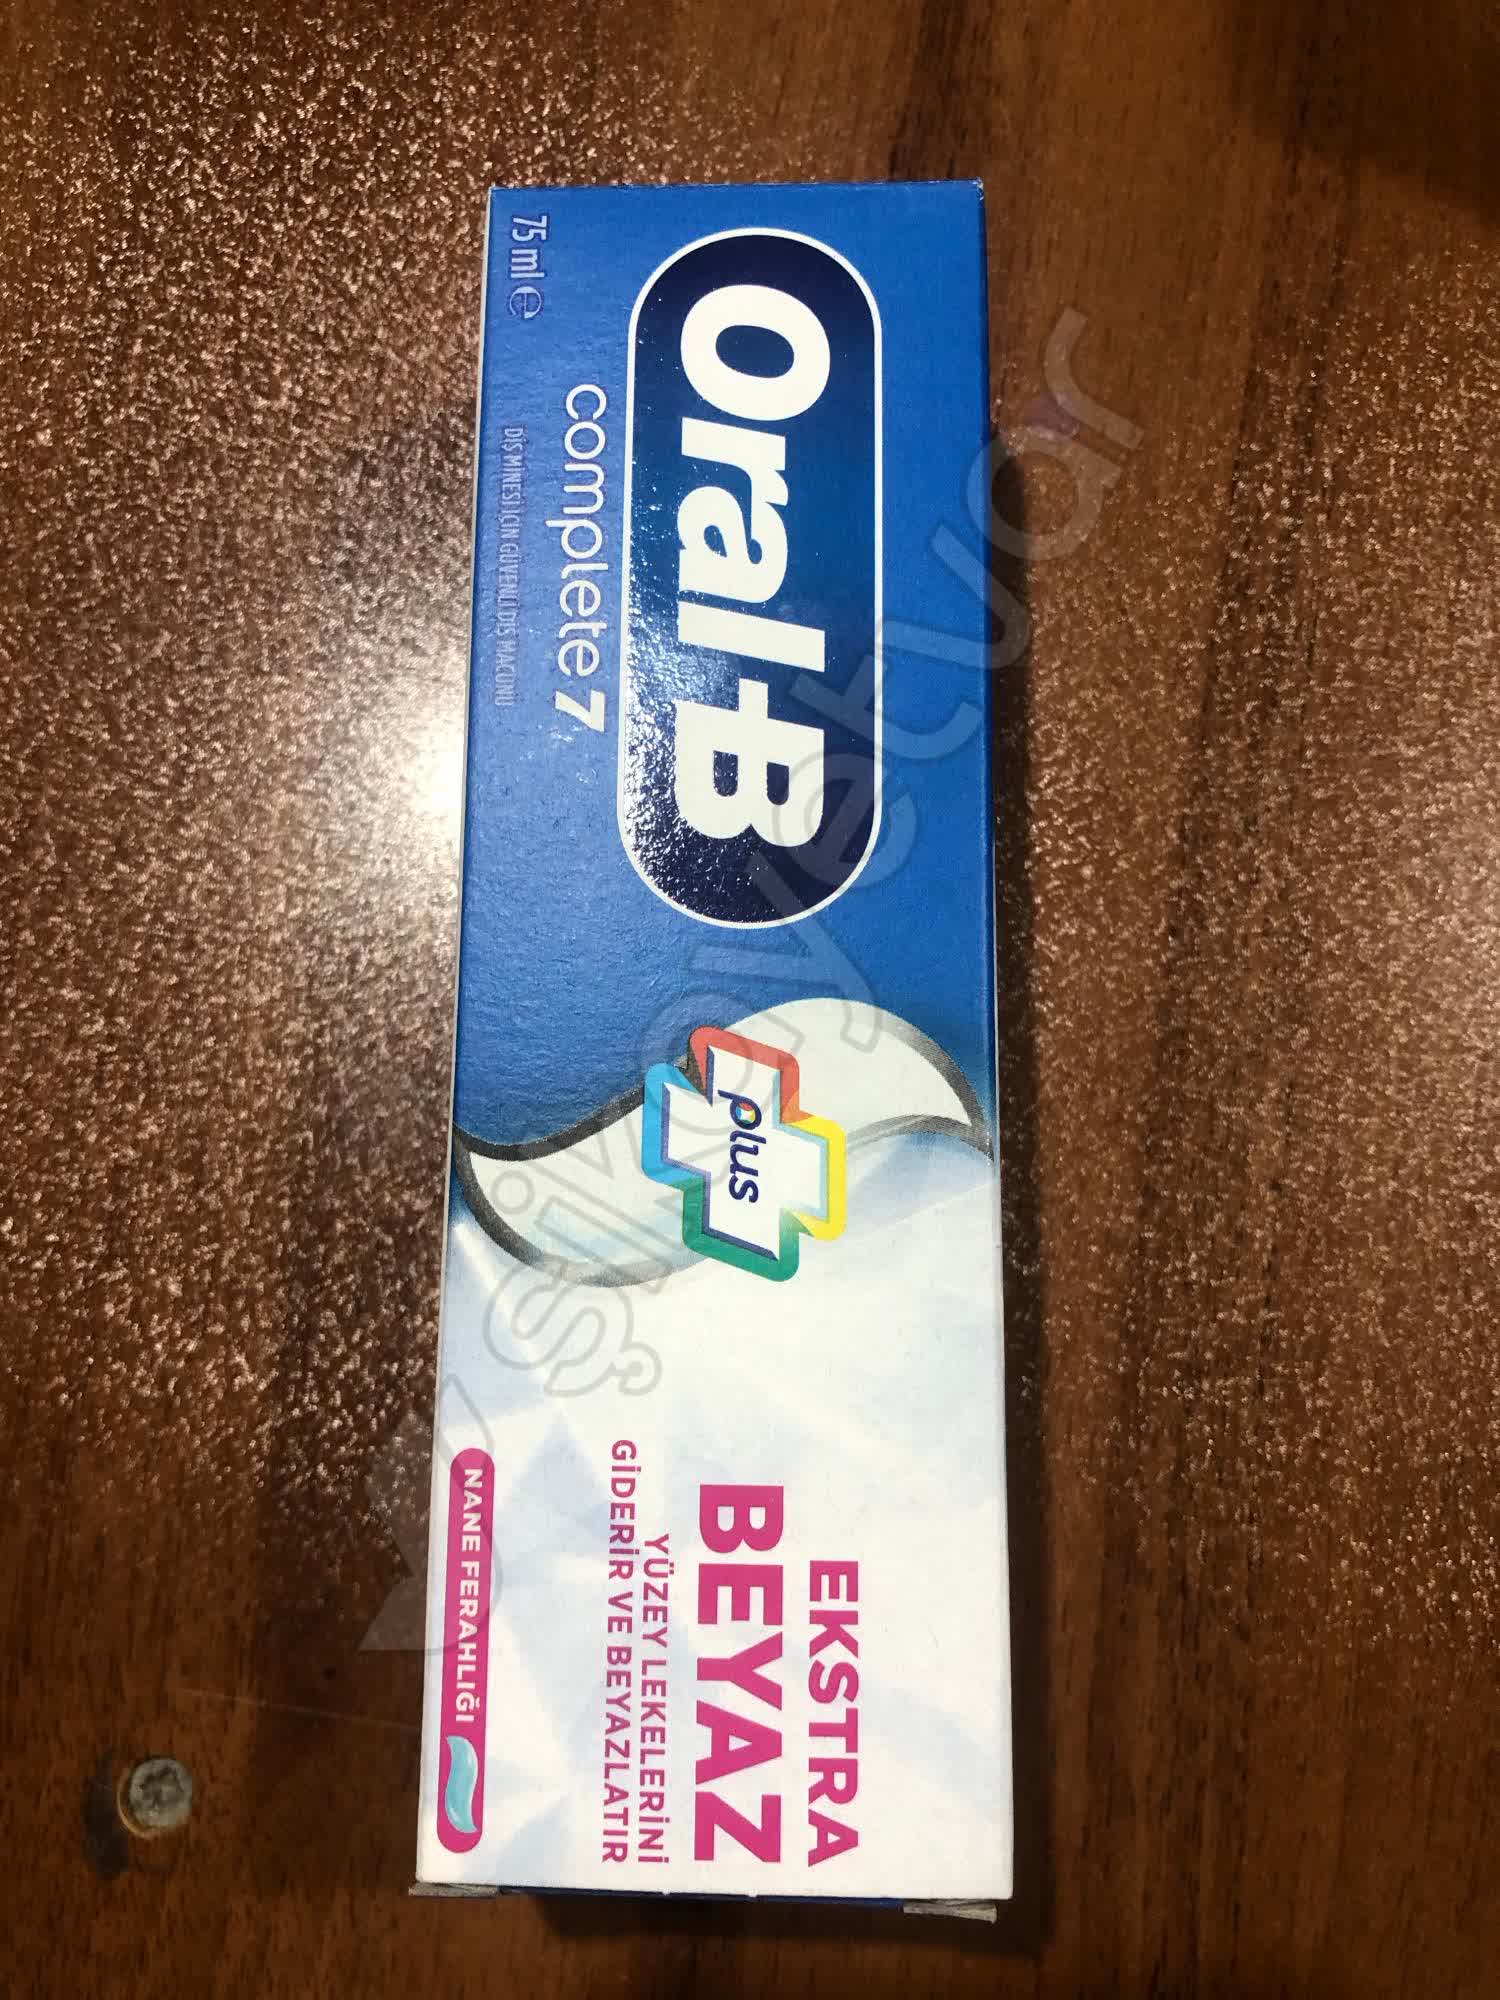 Oral-B
complete 7
DİŞ MİNESİ İÇİN GÜVENLİ DİŞ MACUNU
75 ml e
plus
EKSTRA
BEYAZ
YÜZEY LEKELERİNİ
GİDERİR VE BEYAZLATIR
NANE FERAHLIĞI
şikayetvar